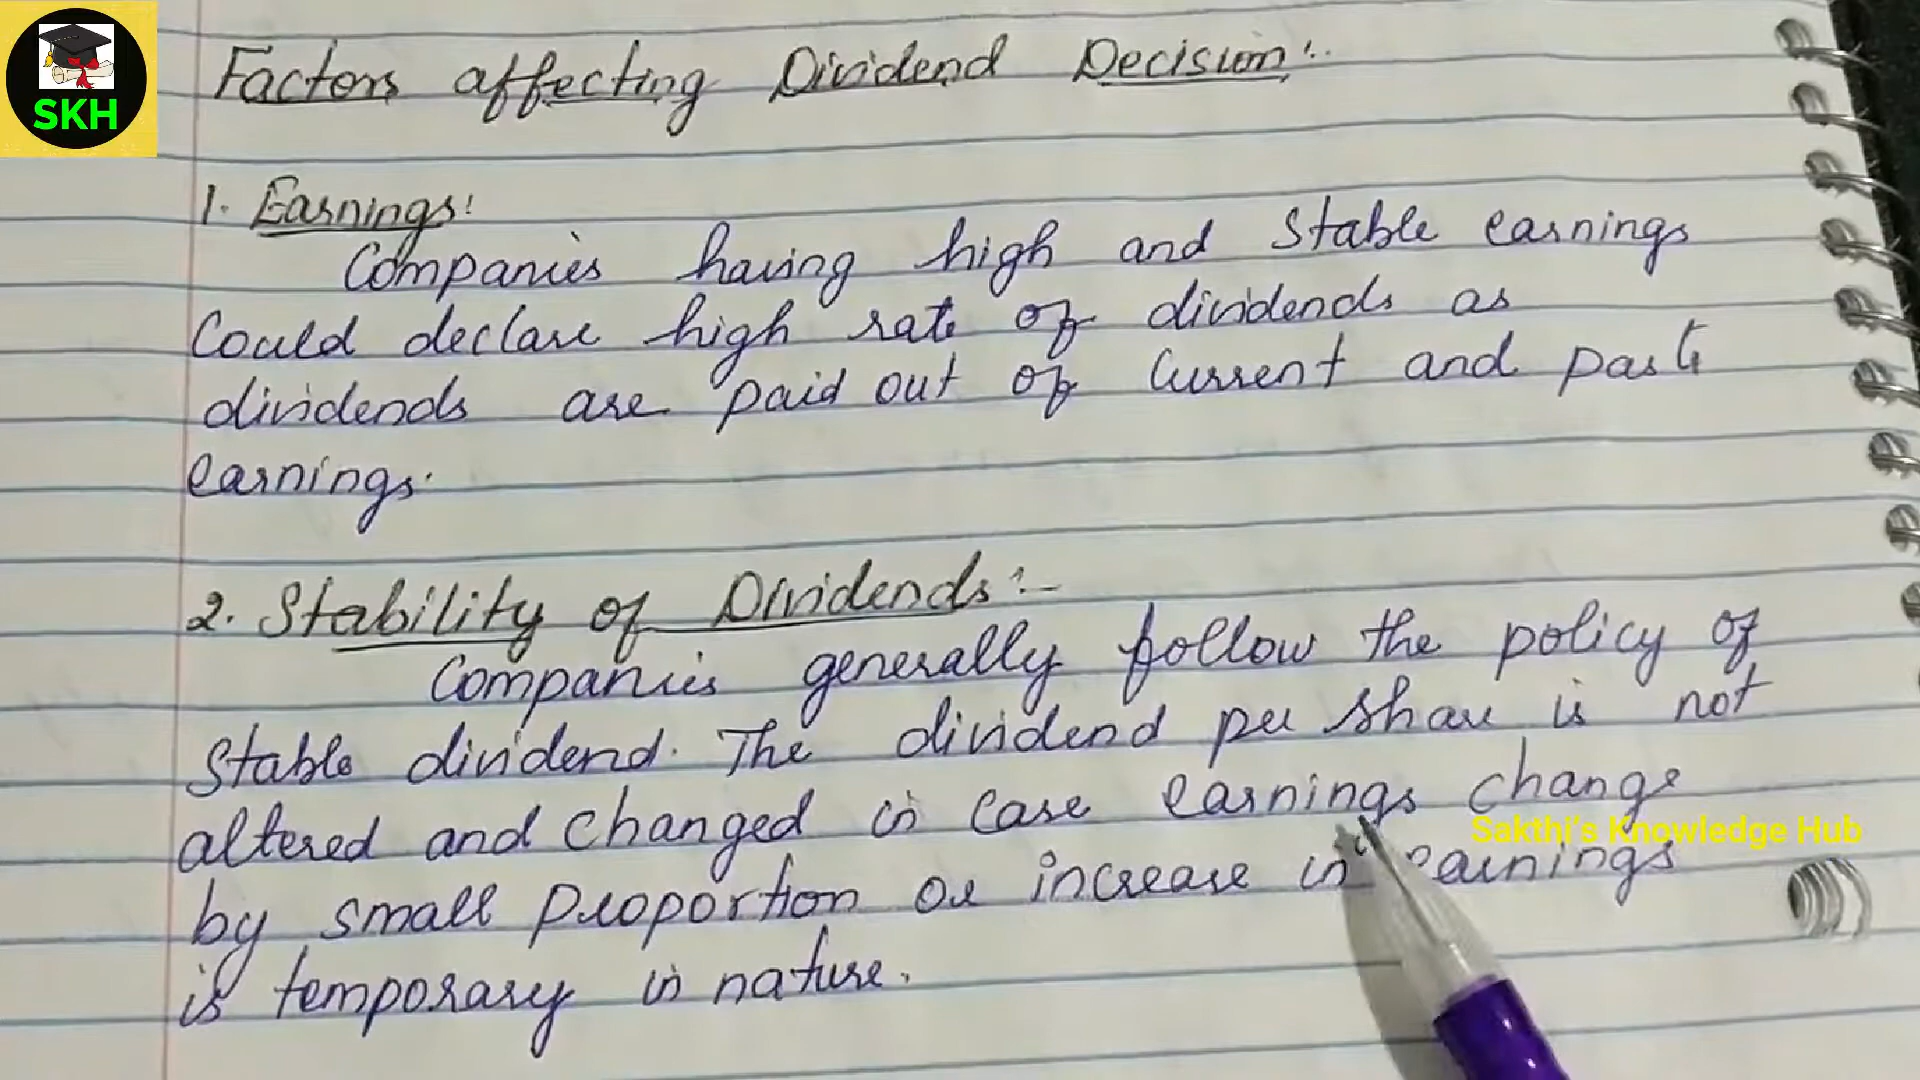 SKH
Factors affecting Dividend Decision:-
1. Earnings:
Companies having high and stable earnings
Could declare high rate of dividends as
dividends are paid out of Current and past
earnings.
2. Stability of Dividends:-
Companies generally follow the policy of
Stable dividend. The dividend per share is not
altered and changed in case earnings change
Sakthi's Knowledge Hub
by small proportion or increase in earnings
is temporary in nature.